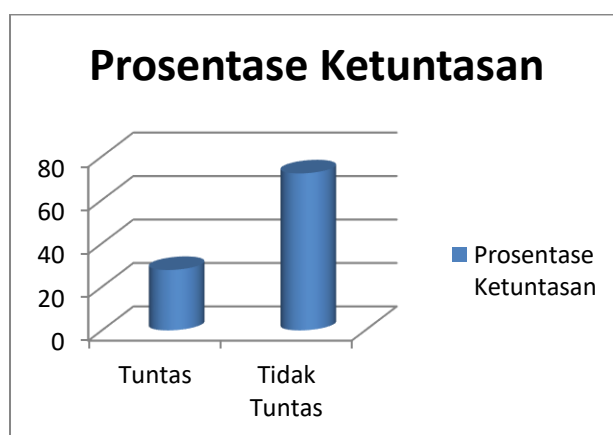 Prosentase Ketuntasan
80
60
40
20
0
Tuntas
Tidak
Tuntas
Prosentase
Ketuntasan